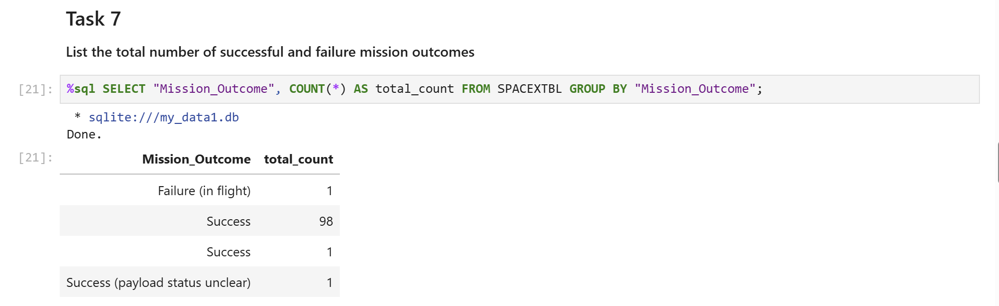 Task 7
List the total number of successful and failure mission outcomes
[21]: %sql SELECT "Mission_Outcome", COUNT(*) AS total_count FROM SPACEXTBL GROUP BY "Mission_Outcome";
* sqlite:///my_data1.db
Done.
[21]: Mission_Outcome total_count
Failure (in flight) 1
Success 98
Success 1
Success (payload status unclear) 1